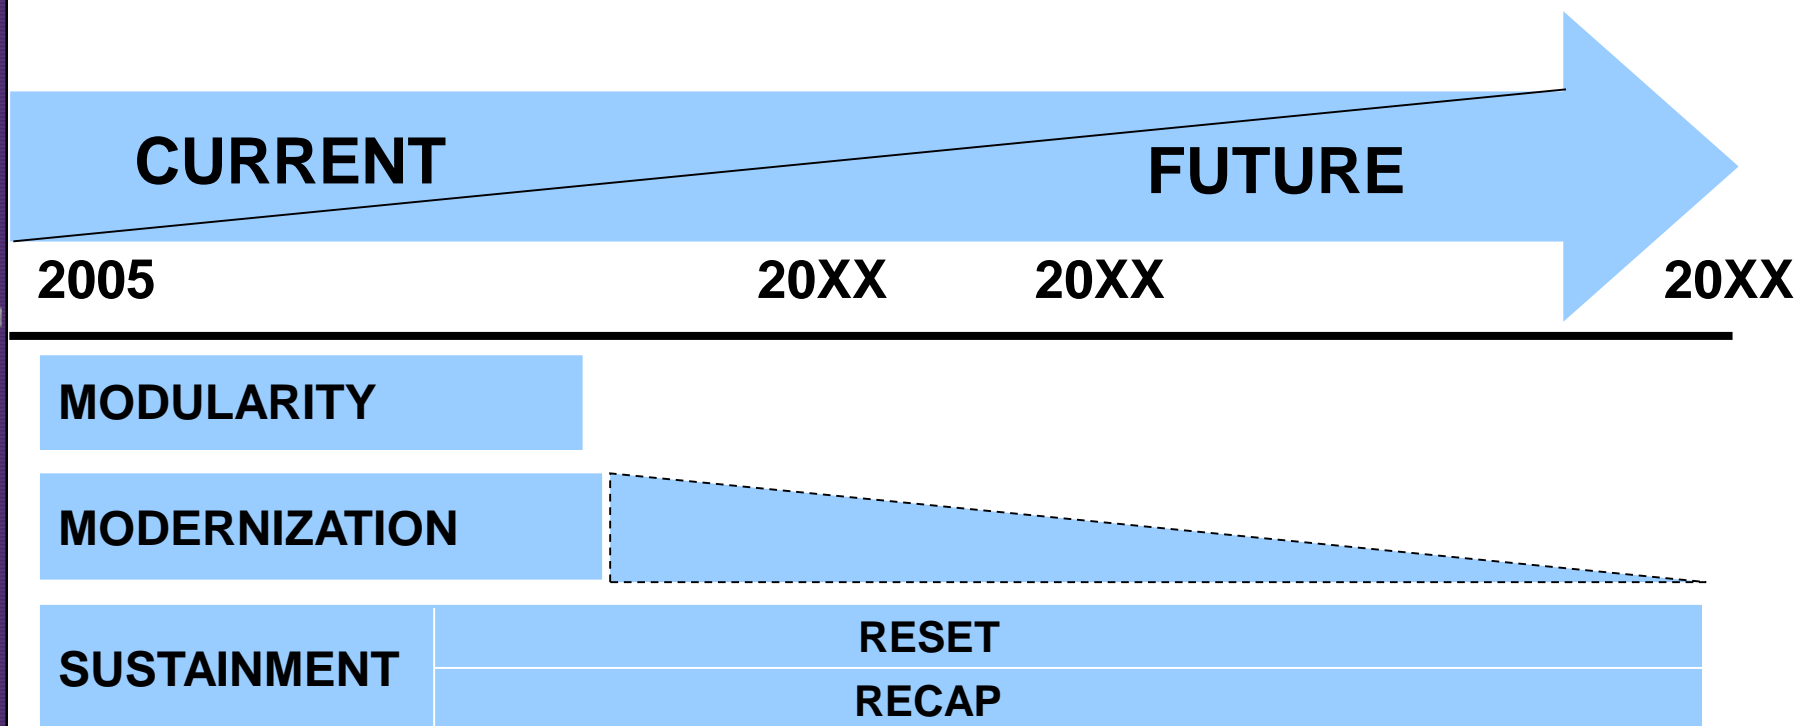 CURRENT
FUTURE
2005 20XX 20XX 20XX
MODULARITY
MODERNIZATION
SUSTAINMENT
RESET
RECAP